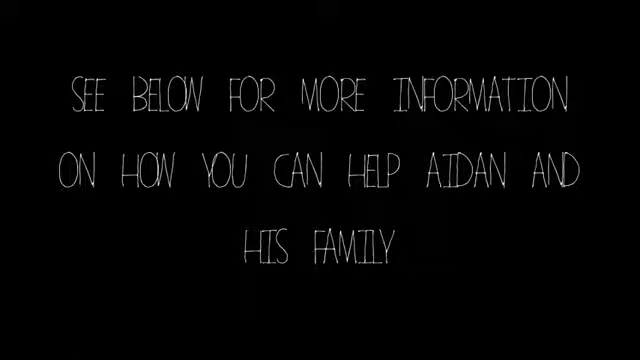 SEE BELOW FOR MORE INFORMATION
ON HOW YOU CAN HELP AIDAN AND
HIS FAMILY